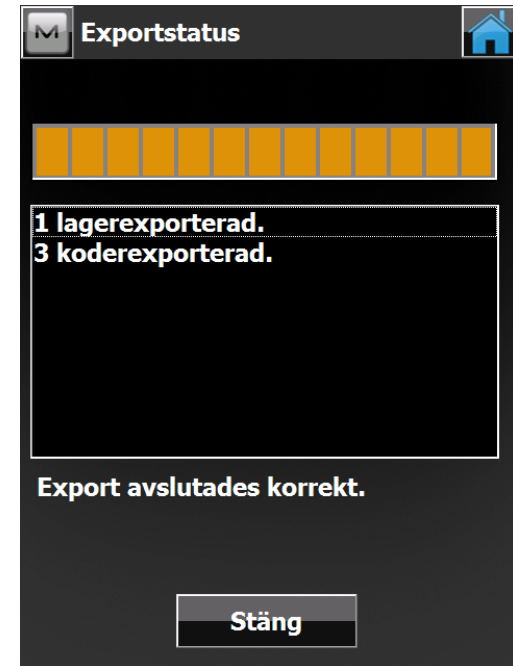 M Exportstatus
1 lagerexporterad.
3 koderexporterad.
Export avslutades korrekt.
Stäng